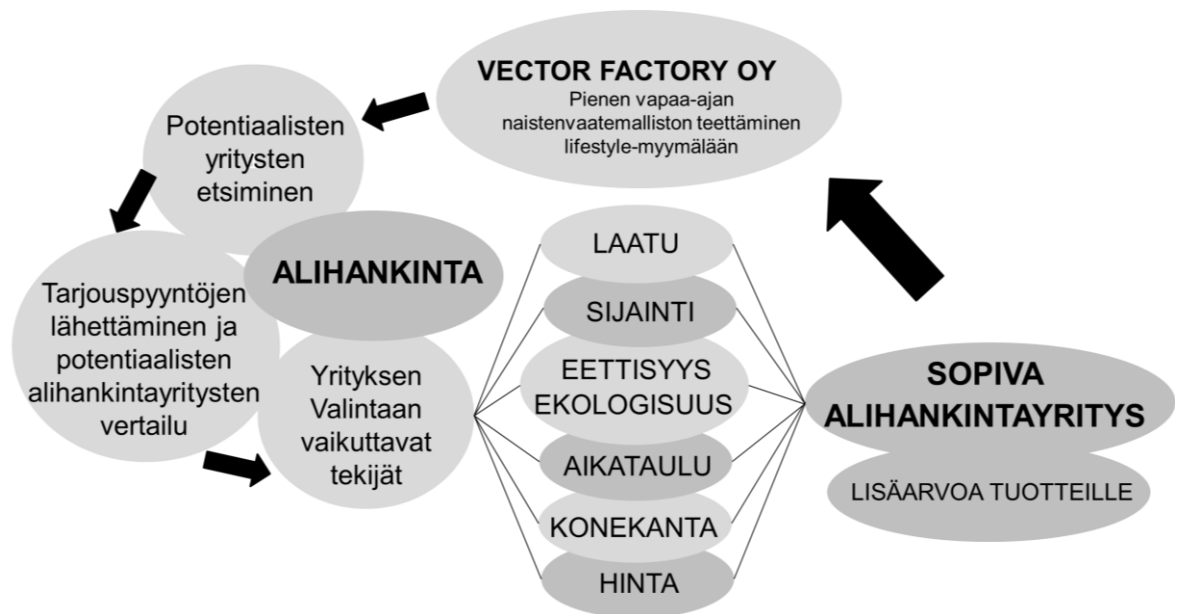 VECTOR FACTORY OY
Pienen vapaa-ajan
naistenvaatemalliston teettäminen
lifestyle-myymälään
Potentiaalisten
yritysten
etsiminen
Tarjouspyyntöjen
lähettäminen ja
potentiaalisten
alihankintayritysten
vertailu
ALIHANKINTA
Yrityksen
Valintaan
vaikuttavat
tekijät
LAATU
SIJAINTI
EETTISYYS
EKOLOGISUUS
AIKATAULU
KONEKANTA
HINTA
SOPIVA
ALIHANKINTAYRITYS
LISÄARVOA TUOTTEILLE